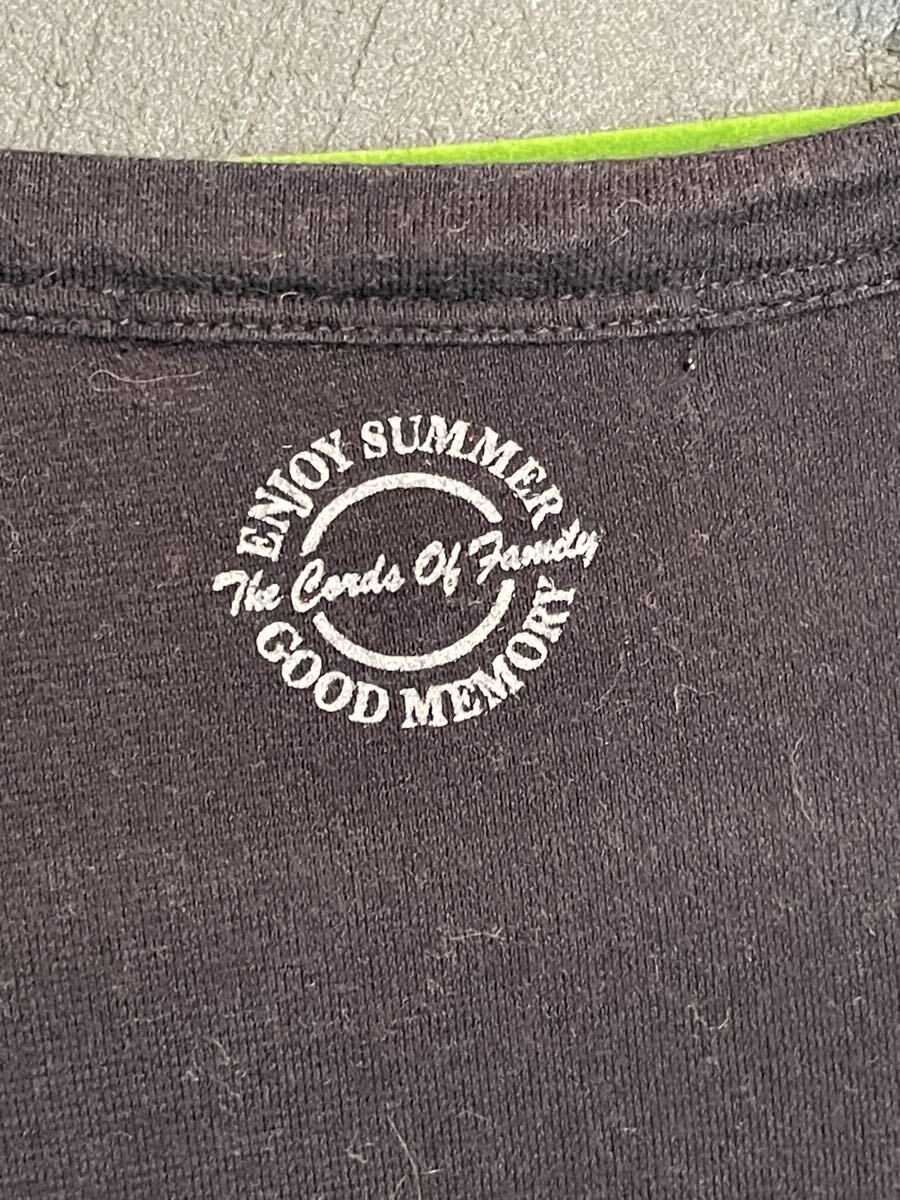 ENJOY SUMMER
The Cords Of Family
GOOD MEMORY